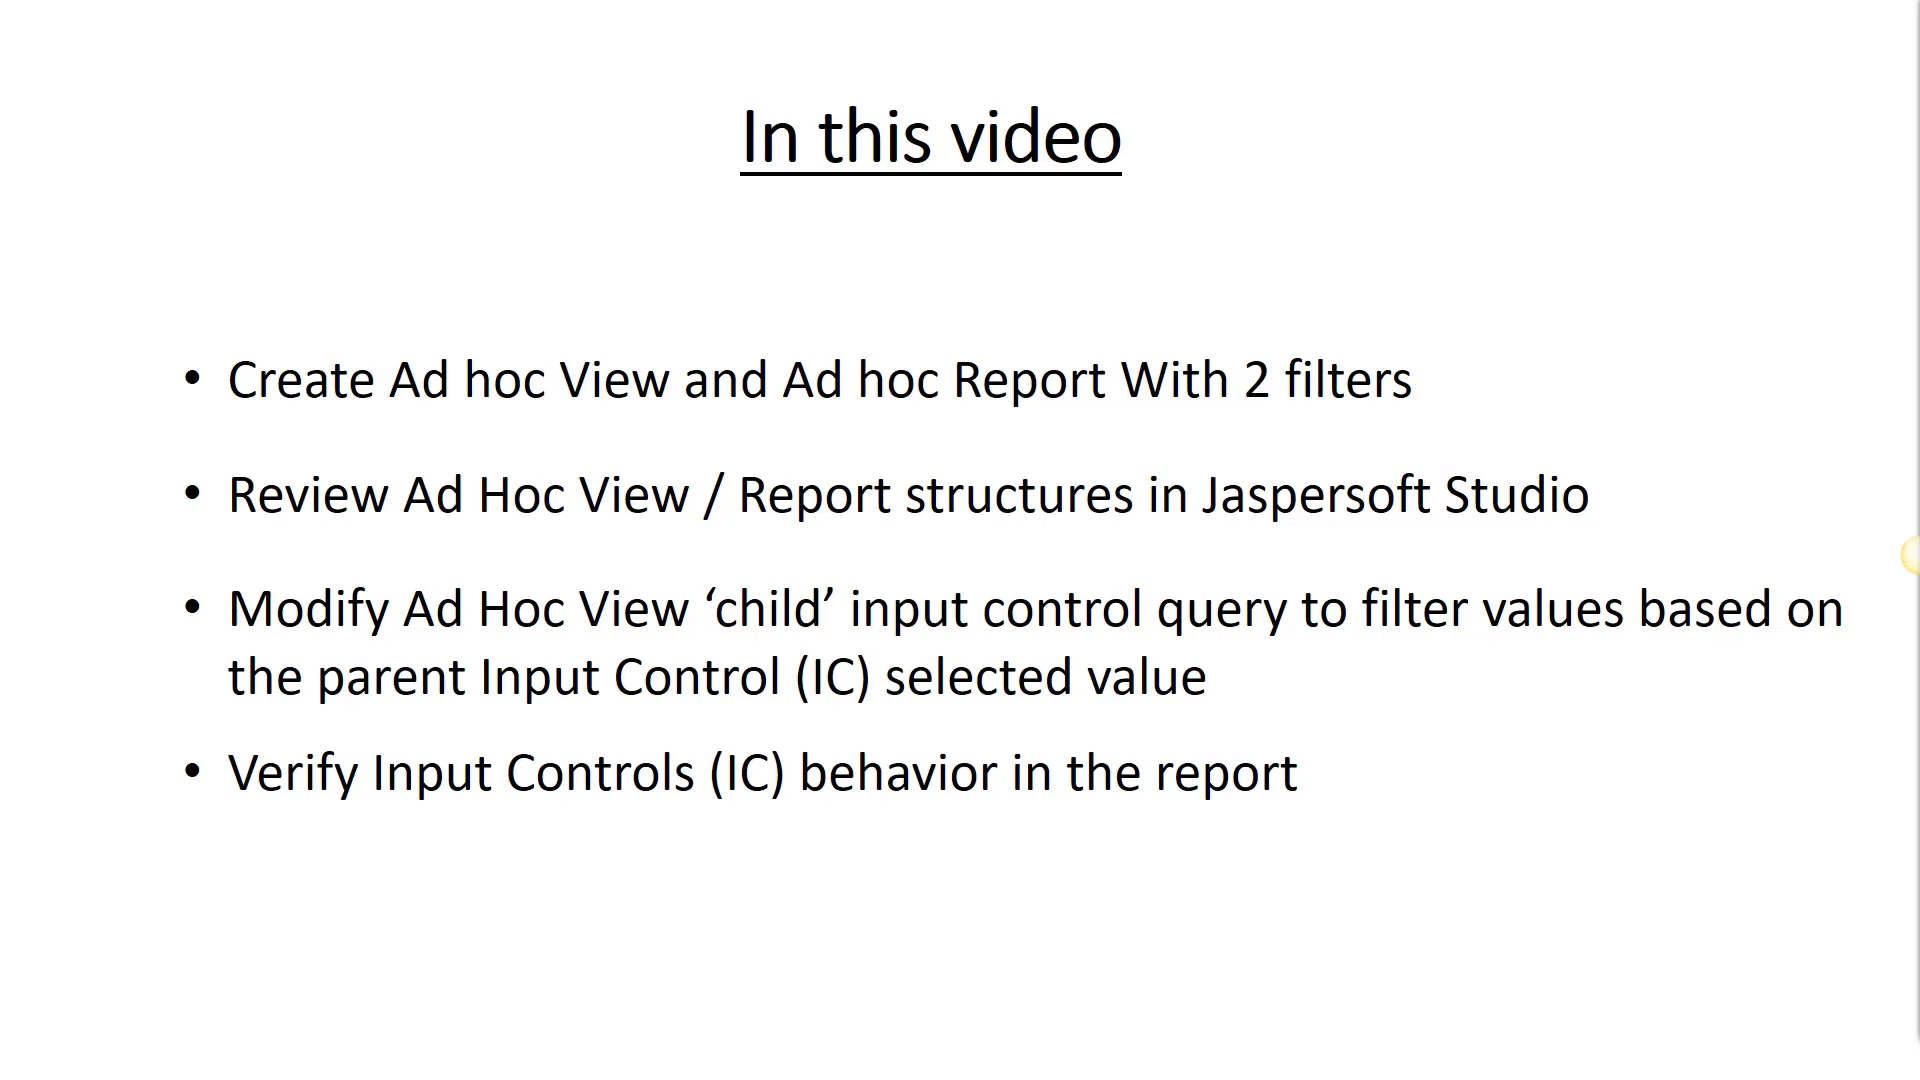 In this video
• Create Ad hoc View and Ad hoc Report With 2 filters
• Review Ad Hoc View / Report structures in Jaspersoft Studio
• Modify Ad Hoc View ‘child’ input control query to filter values based on
the parent Input Control (IC) selected value
• Verify Input Controls (IC) behavior in the report